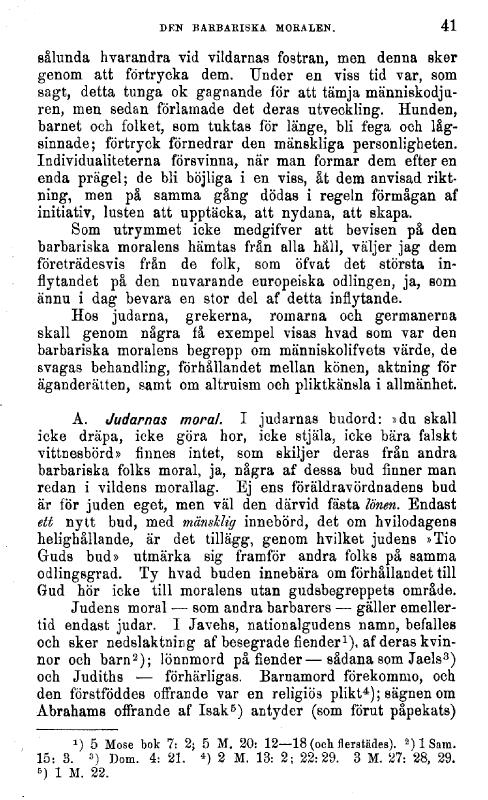 DEN BARBARISKA MORALEN. 41
sålunda hvarandra vid vildarnas fostran, men denna sker
genom att förtrycka dem. Under en viss tid var, som
sagt, detta tunga ok gagnande för att tämja människodju-
ren, men sedan förlamade det deras utveckling. Hunden,
barnet och folket, som tuktas för länge, bli fega och låg-
sinnade; förtryck förnedrar den mänskliga personligheten.
Individualiteterna försvinna, när man formar dem efter en
enda prägel; de bli böjliga i en viss, åt dem anvisad rikt-
ning, men på samma gång dödas i regeln förmågan af
initiativ, lusten att upptäcka, att nydana, att skapa.
Som utrymmet icke medgifver att bevisen på den
barbariska moralens hämtas från alla håll, väljer jag dem
företrädesvis från de folk, som öfvat det största in-
flytandet på den nuvarande europeiska odlingen, ja, som
ännu i dag bevara en stor del af detta inflytande.
Hos judarna, grekerna, romarna och germanerna
skall genom några få exempel visas hvad som var den
barbariska moralens begrepp om människolifvets värde, de
svagas behandling, förhållandet mellan könen, aktning för
äganderätten, samt om altruism och pliktkänsla i allmänhet.
A. Judarnas moral. I judarnas budord: »du skall
icke dräpa, icke göra hor, icke stjäla, icke bära falskt
vittnesbörd» finnes intet, som skiljer deras från andra
barbariska folks moral, ja, några af dessa bud finner man
redan i vildens morallag. Ej ens föräldravördnadens bud
är för juden eget, men väl den därvid fästa lönen. Endast
ett nytt bud, med mänsklig innebörd, det om hvilodagens
helighållande, är det tillägg, genom hvilket judens »Tio
Guds bud» utmärka sig framför andra folks på samma
odlingsgrad. Ty hvad buden innebära om förhållandet till
Gud hör icke till moralens utan gudsbegreppets område.
Judens moral — som andra barbarers — gäller emeller-
tid endast judar. I Javehs, nationalgudens namn, befalles
och sker nedslaktning af besegrade fiender¹), af deras kvin-
nor och barn²); lönnmord på fiender — sådana som Jaels³)
och Judiths — förhärligas. Barnamord förekommo, och
den förstföddes offrande var en religiös plikt⁴); sägnen om
Abrahams offrande af Isak⁵) antyder (som förut påpekats)
¹) 5 Mose bok 7: 2; 5 M. 20: 12—18 (och flerstädes). ²) 1 Sam.
15: 3. ³) Dom. 4: 21. ⁴) 2 M. 13: 2; 22: 29. 3 M. 27: 28, 29.
⁵) 1 M. 22.